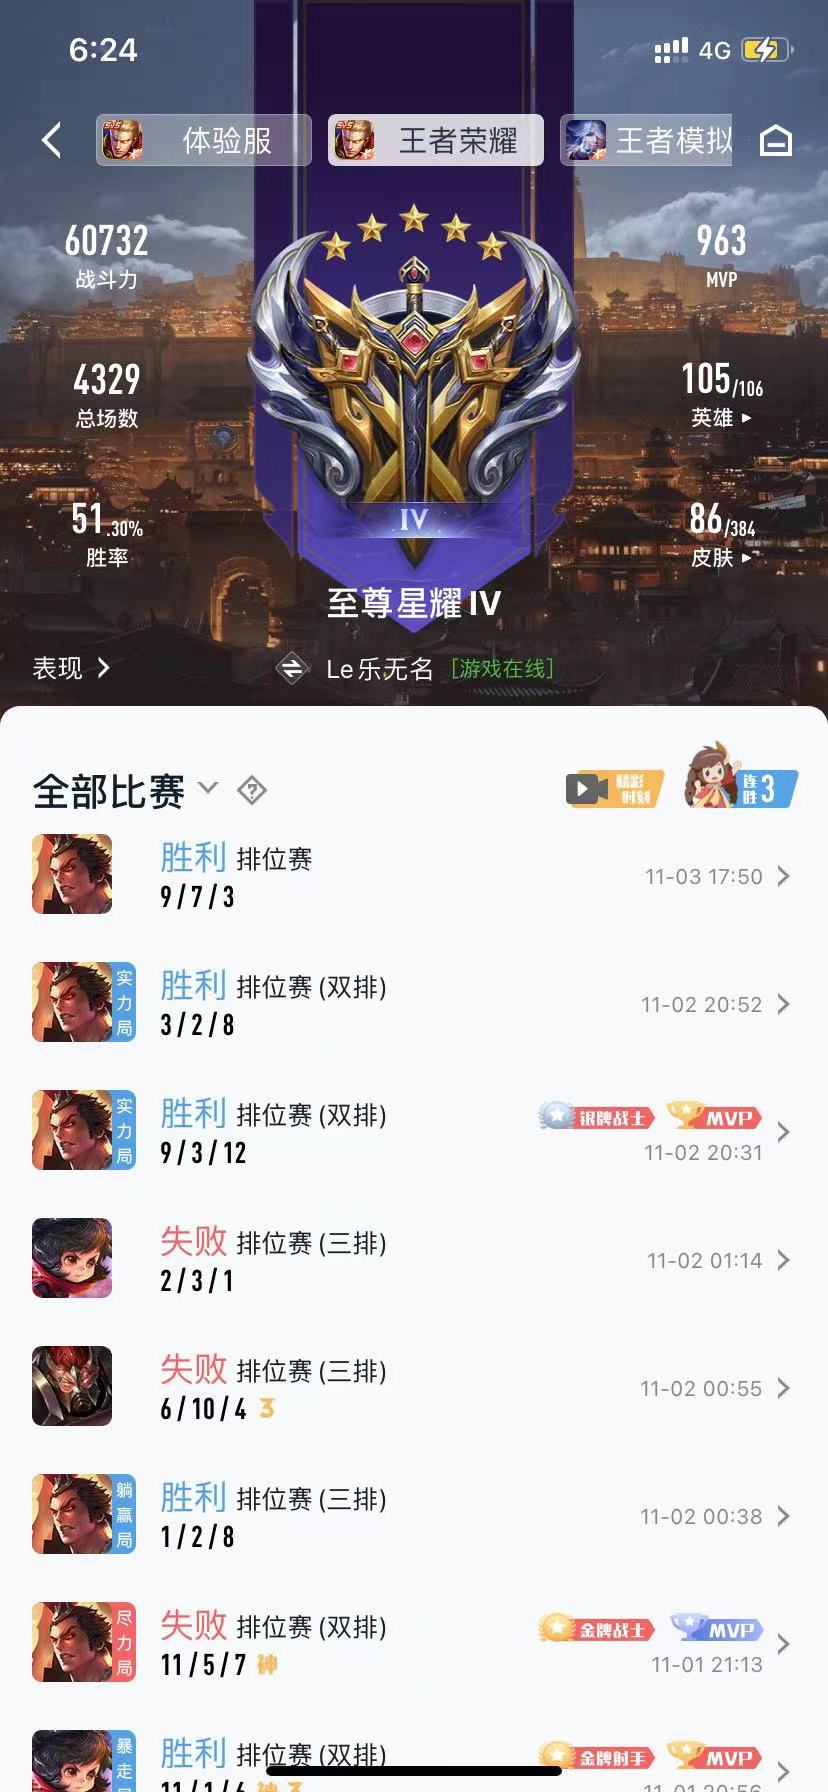 6:24 4G
体验服 王者荣耀 王者模拟
60732 963
战斗力 MVP
4329 105/106
总场数 英雄
51.30% 86/384
胜率 皮肤
IV
至尊星耀IV
表现 Le乐无名 [游戏在线]
全部比赛 精彩时刻 连胜3
胜利 排位赛
9/7/3 11-03 17:50
实力局 胜利 排位赛 (双排)
3/2/8 11-02 20:52
实力局 胜利 排位赛 (双排) 银牌战士 MVP
9/3/12 11-02 20:31
失败 排位赛 (三排)
2/3/1 11-02 01:14
失败 排位赛 (三排)
6/10/4 3 11-02 00:55
躺赢局 胜利 排位赛 (三排)
1/2/8 11-02 00:38
尽力局 失败 排位赛 (双排) 金牌战士 MVP
11/5/7 神 11-01 21:13
暴走 胜利 排位赛 (双排) 金牌射手 MVP